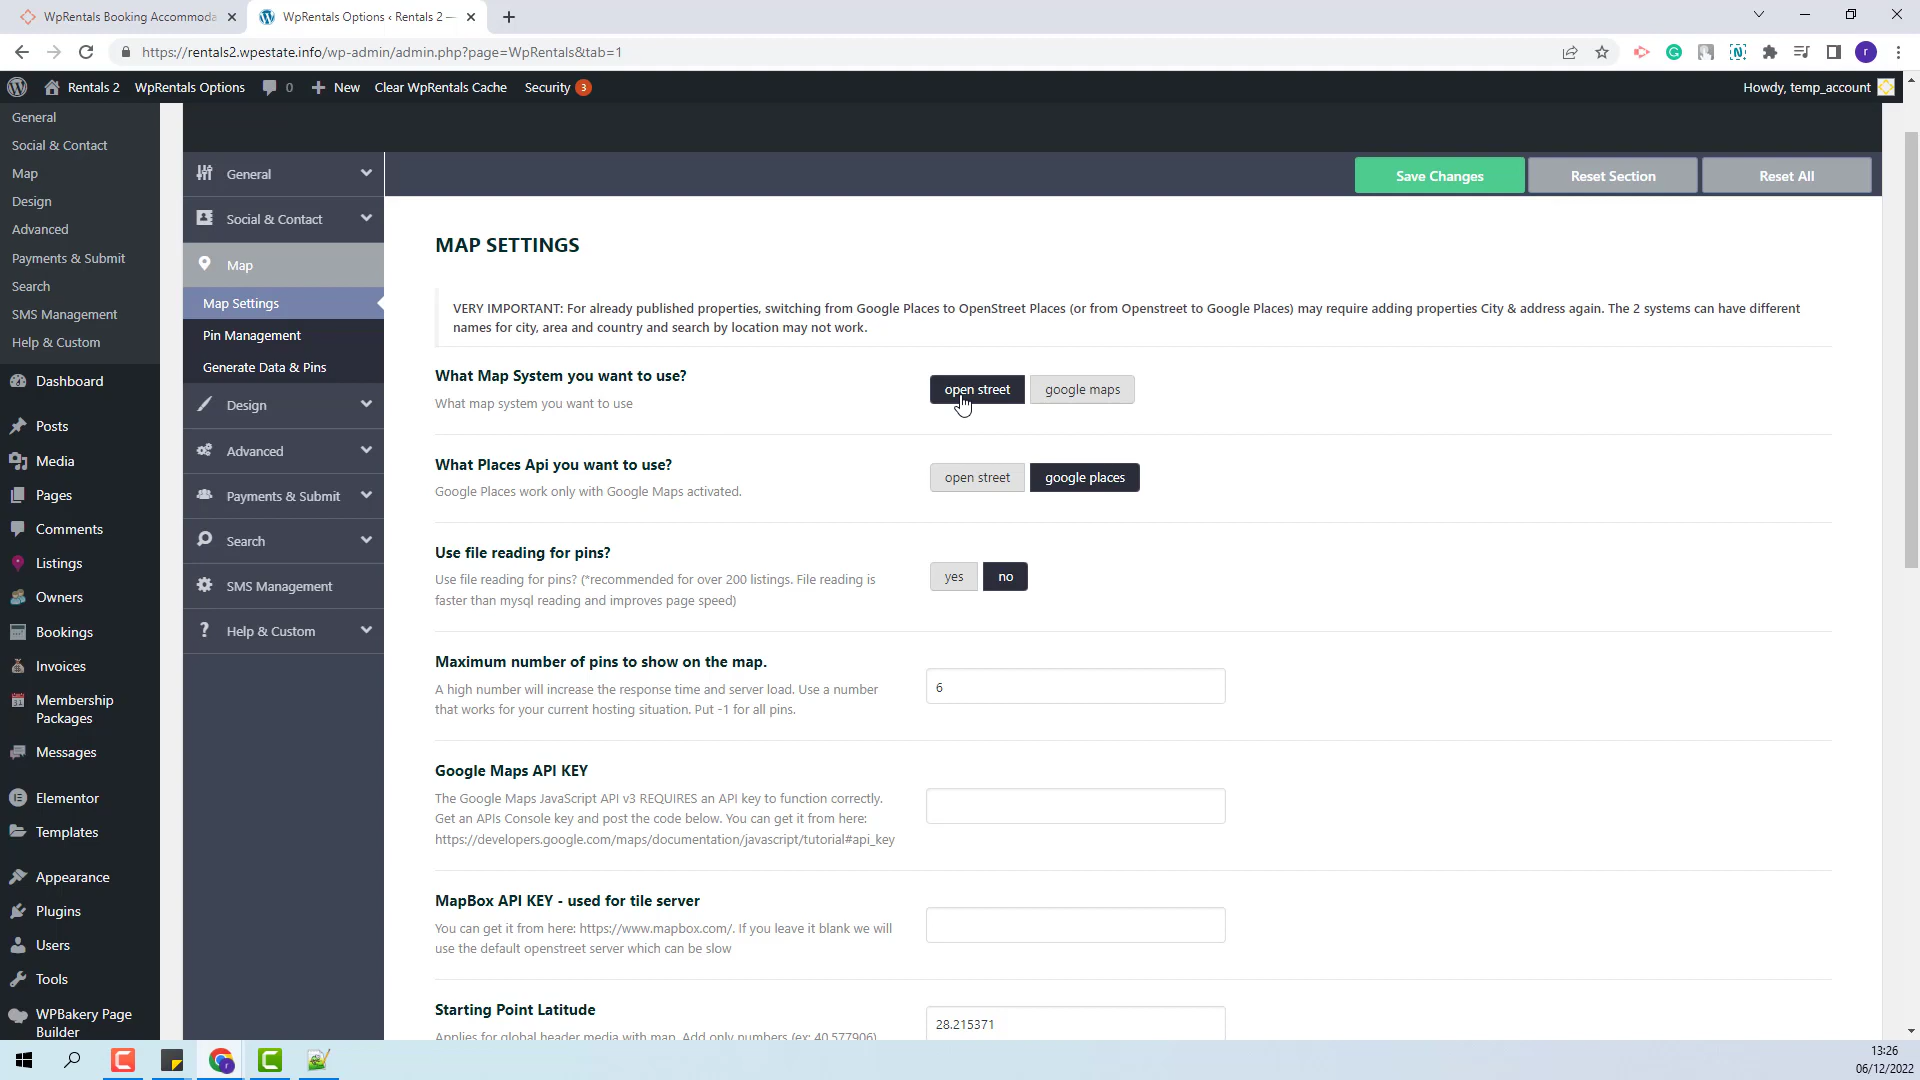 WpRentals Booking Accommoda
WpRentals Options ‹ Rentals 2 —
https://rentals2.wpestate.info/wp-admin/admin.php?page=WpRentals&tab=1
r
Rentals 2
WpRentals Options
0
New
Clear WpRentals Cache
Security 3
Howdy, temp_account
General
Social & Contact
Map
Design
Advanced
Payments & Submit
Search
SMS Management
Help & Custom
Dashboard
Posts
Media
Pages
Comments
Listings
Owners
Bookings
Invoices
Membership
Packages
Messages
Elementor
Templates
Appearance
Plugins
Users
Tools
WPBakery Page
Builder
General
Social & Contact
Map
Map Settings
Pin Management
Generate Data & Pins
Design
Advanced
Payments & Submit
Search
SMS Management
Help & Custom
Save Changes
Reset Section
Reset All
MAP SETTINGS
VERY IMPORTANT: For already published properties, switching from Google Places to OpenStreet Places (or from Openstreet to Google Places) may require adding properties City & address again. The 2 systems can have different
names for city, area and country and search by location may not work.
What Map System you want to use?
What map system you want to use
open street
google maps
What Places Api you want to use?
Google Places work only with Google Maps activated.
open street
google places
Use file reading for pins?
Use file reading for pins? (*recommended for over 200 listings. File reading is
faster than mysql reading and improves page speed)
yes
no
Maximum number of pins to show on the map.
A high number will increase the response time and server load. Use a number
that works for your current hosting situation. Put -1 for all pins.
6
Google Maps API KEY
The Google Maps JavaScript API v3 REQUIRES an API key to function correctly.
Get an APIs Console key and post the code below. You can get it from here:
https://developers.google.com/maps/documentation/javascript/tutorial#api_key
MapBox API KEY - used for tile server
You can get it from here: https://www.mapbox.com/. If you leave it blank we will
use the default openstreet server which can be slow
Starting Point Latitude
Applies for global header media with map. Add only numbers (ex: 40.577906)
28.215371
13:26
06/12/2022